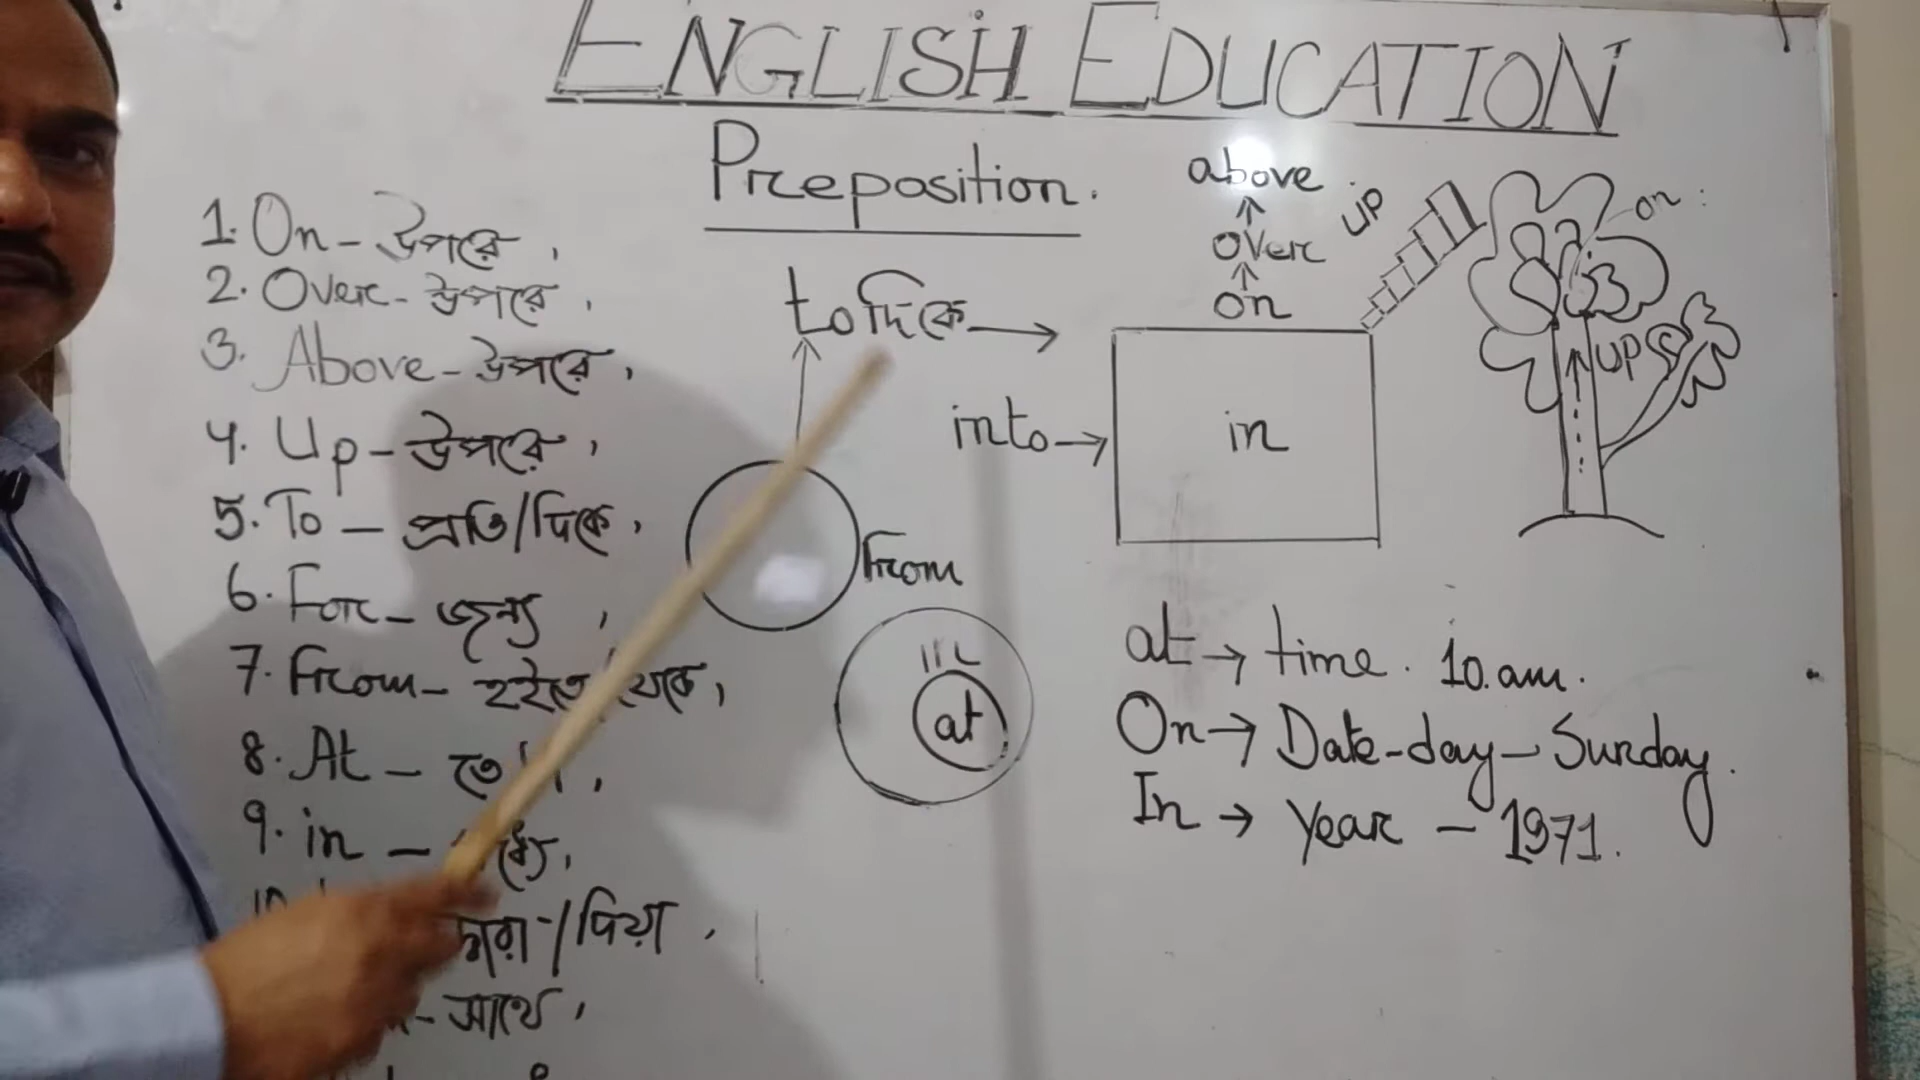 ENGLISH EDUCATION
Preposition.
1. On - উপরে,
2. Over - উপরে,
3. Above - উপরে,
4. Up - উপরে,
5. To - প্রতি/দিকে,
6. For - জন্য,
7. From - হইতে থেকে,
8. At - তে,
9. in -
দ্বারা-/দিয়া,
- সাথে,
to দিকে →
From
in
at
above
↑
over
↑
on
into →
in
UP
on :
UP
at → time. 10.am.
On → Date-day-Sunday.
In → Year - 1971.